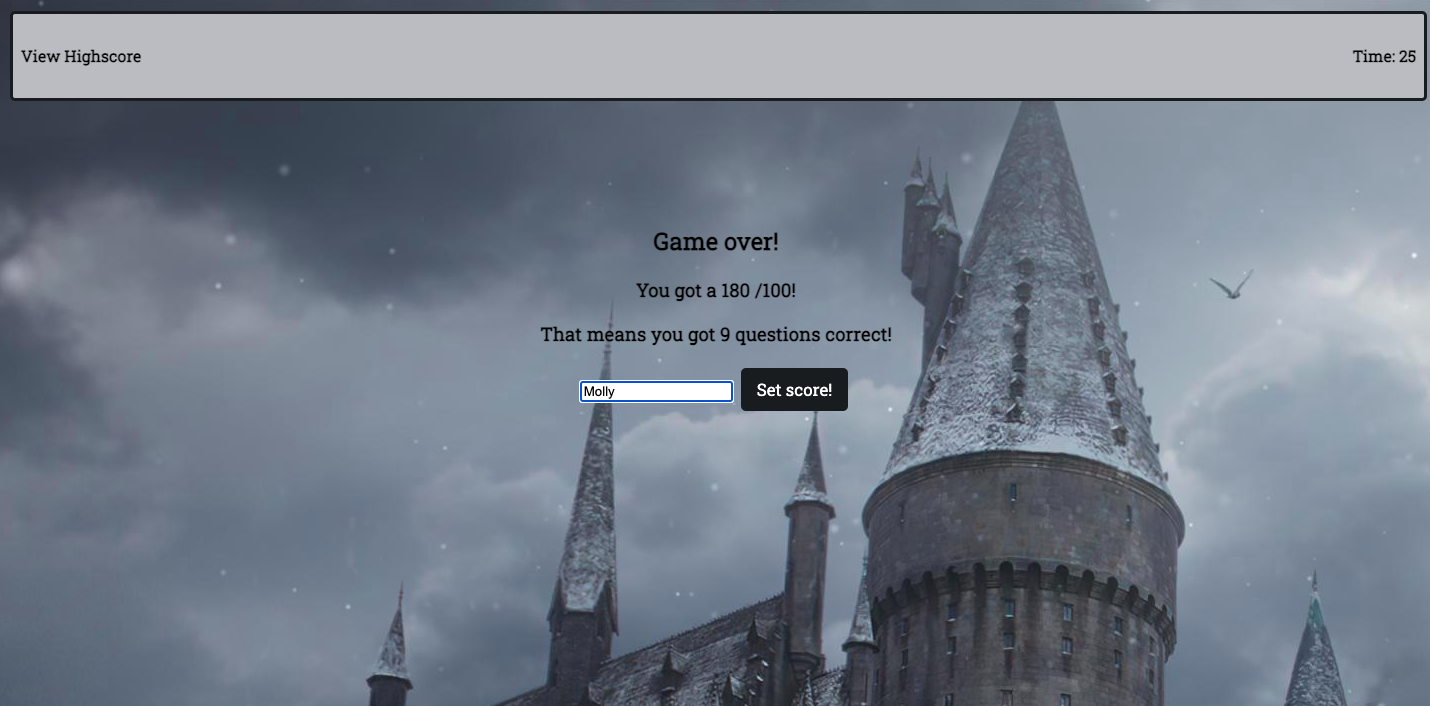 View Highscore
Time: 25
Game over!
You got a 180 /100!
That means you got 9 questions correct!
Molly
Set score!